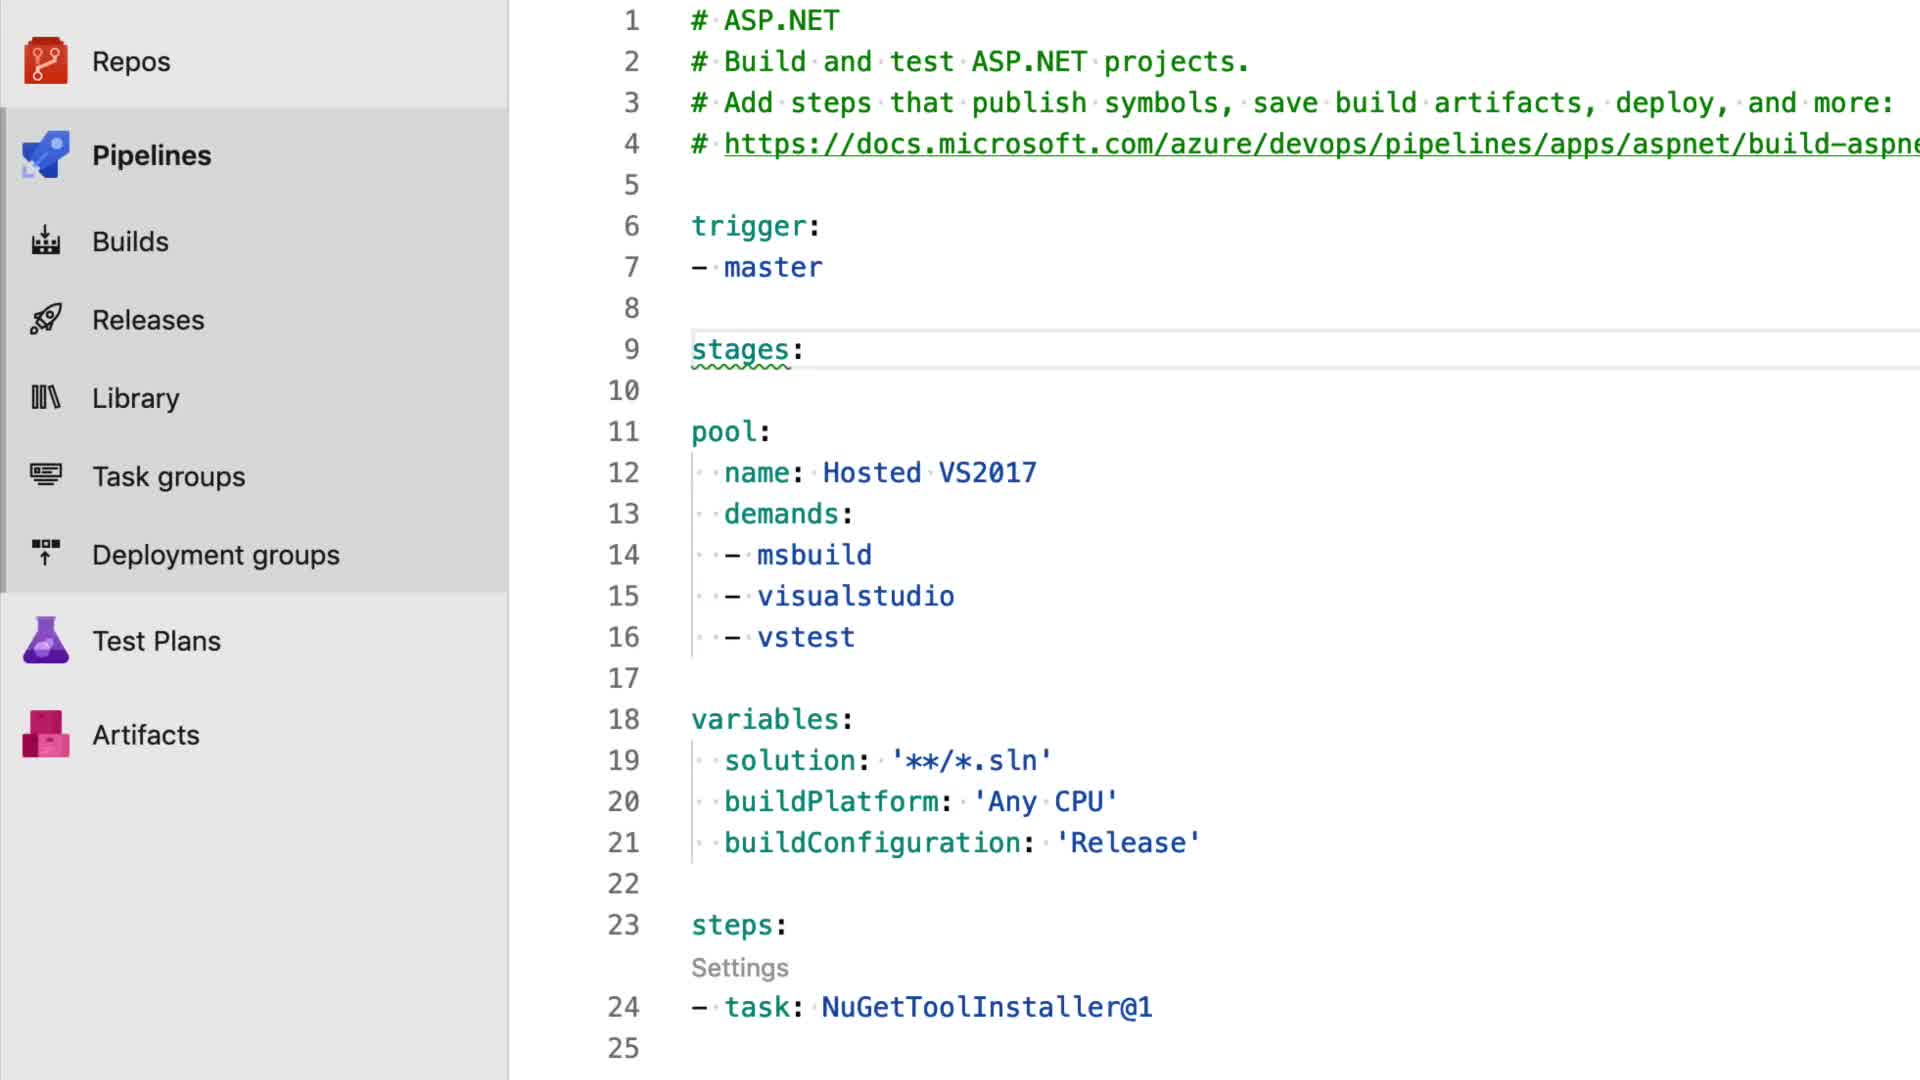 Repos
Pipelines
Builds
Releases
Library
Task groups
Deployment groups
Test Plans
Artifacts
1 # ASP.NET
2 # Build and test ASP.NET projects.
3 # Add steps that publish symbols, save build artifacts, deploy, and more:
4 # https://docs.microsoft.com/azure/devops/pipelines/apps/aspnet/build-aspne
5
6 trigger:
7 - master
8
9 stages:
10
11 pool:
12 name: Hosted VS2017
13 demands:
14 - msbuild
15 - visualstudio
16 - vstest
17
18 variables:
19 solution: '**/*.sln'
20 buildPlatform: 'Any CPU'
21 buildConfiguration: 'Release'
22
23 steps:
Settings
24 - task: NuGetToolInstaller@1
25